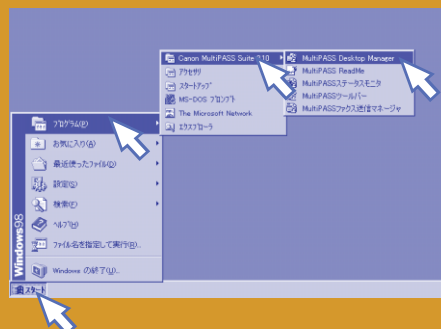 Canon MultiPASS Suite 3.10
アクセサリ
スタートアップ
MS-DOS プロンプト
The Microsoft Network
エクスプローラ
MultiPASS Desktop Manager
MultiPASS ReadMe
MultiPASSステータスモニタ
MultiPASSツールバー
MultiPASSファクス送信マネージャ
プログラム(P)
お気に入り(A)
最近使ったファイル(D)
設定(S)
検索(F)
ヘルプ(H)
ファイル名を指定して実行(R)...
Windows の終了(U)...
Windows98
スタート